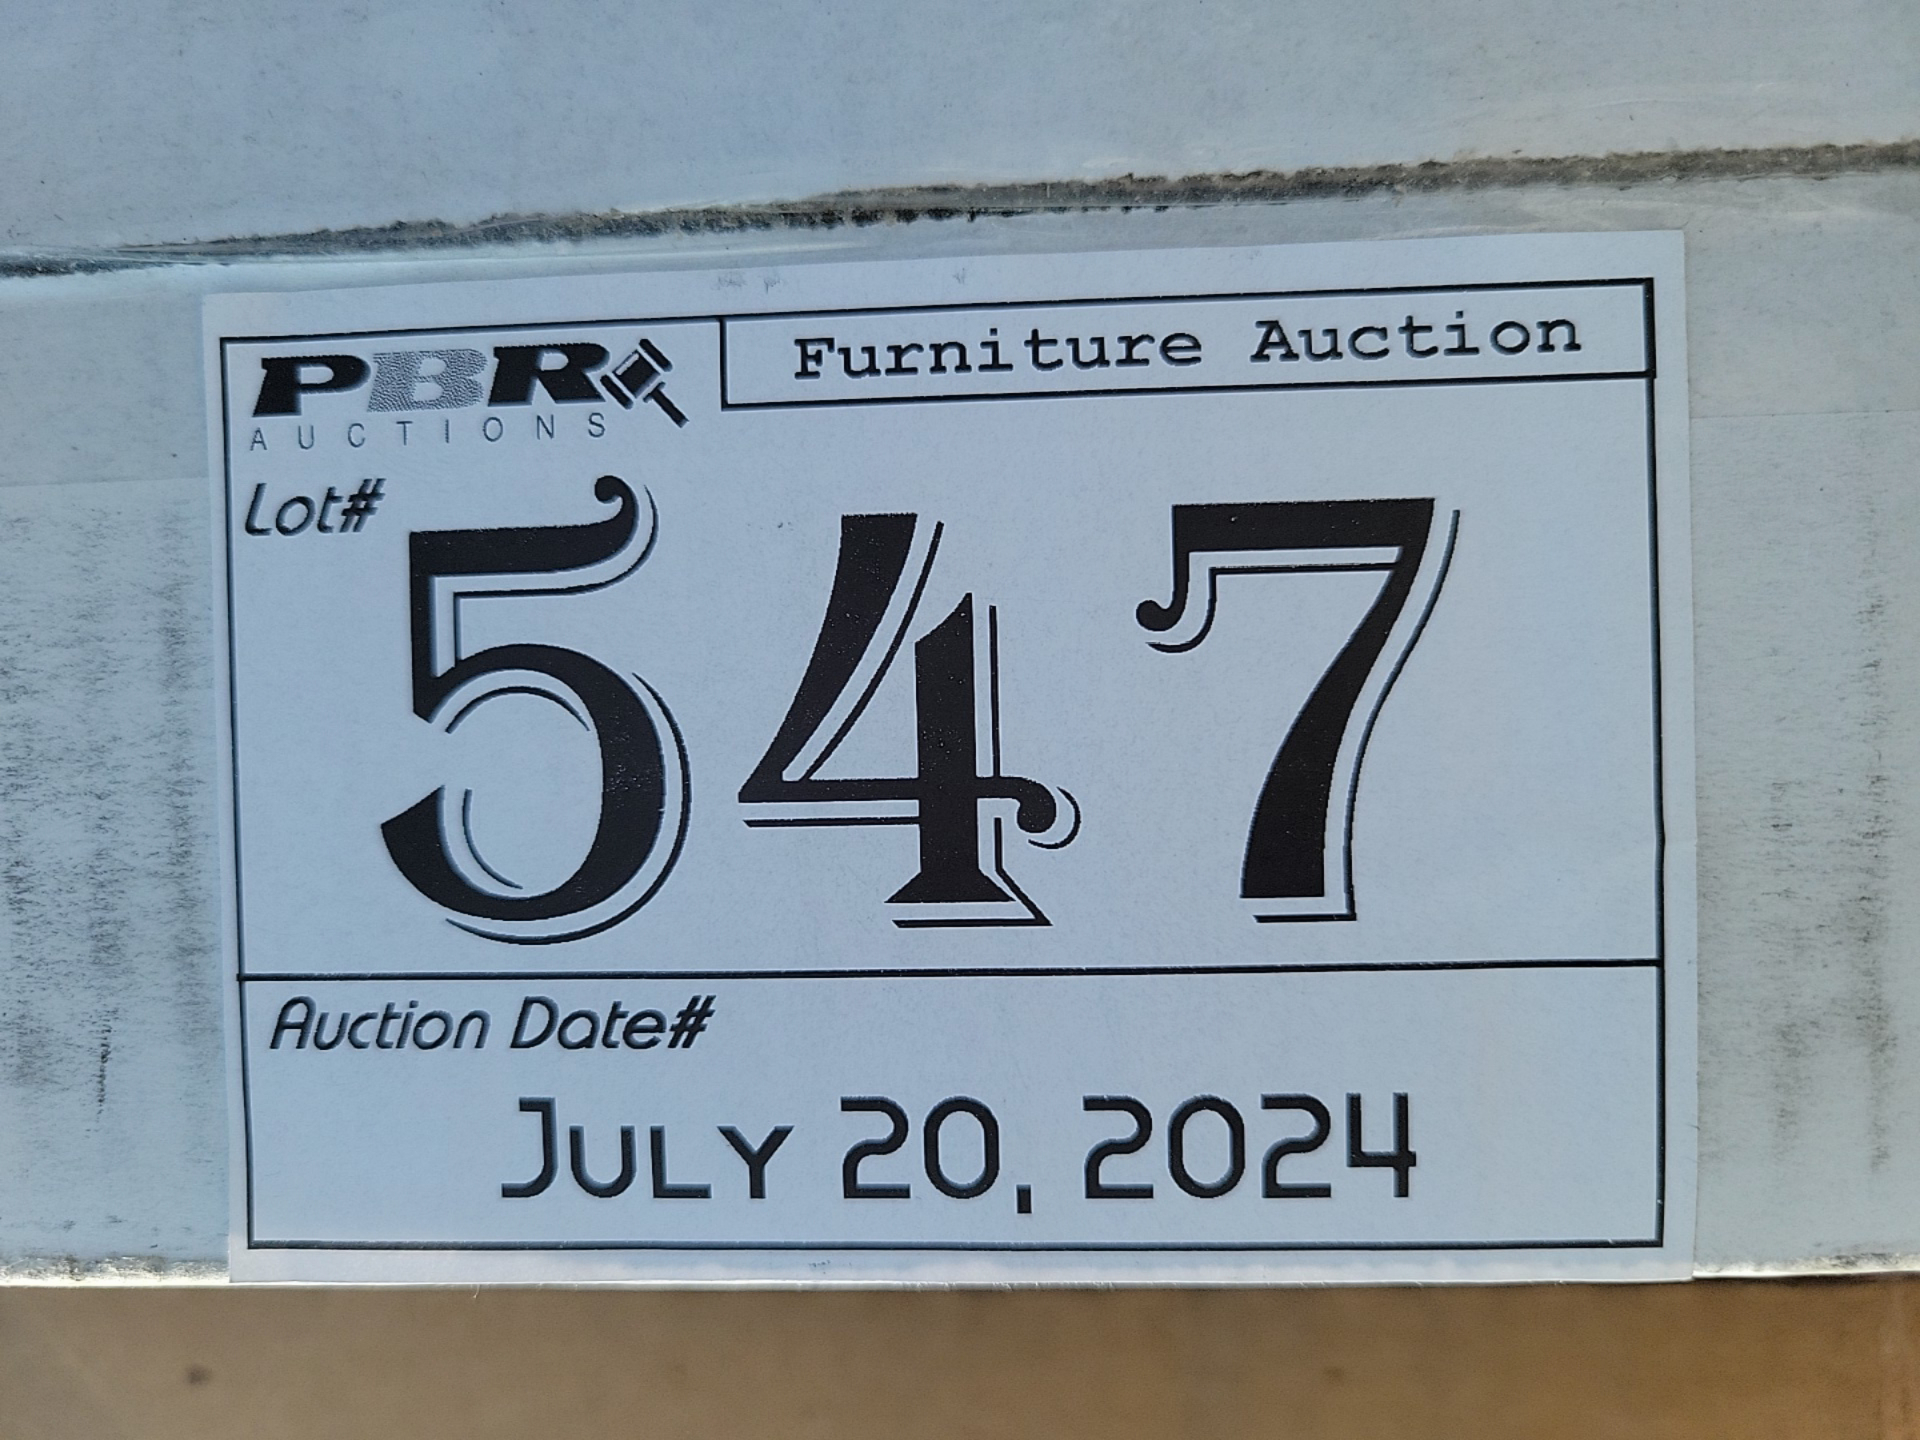 PBR
AUCTIONS
Furniture Auction
Lot#
547
Auction Date#
July 20, 2024